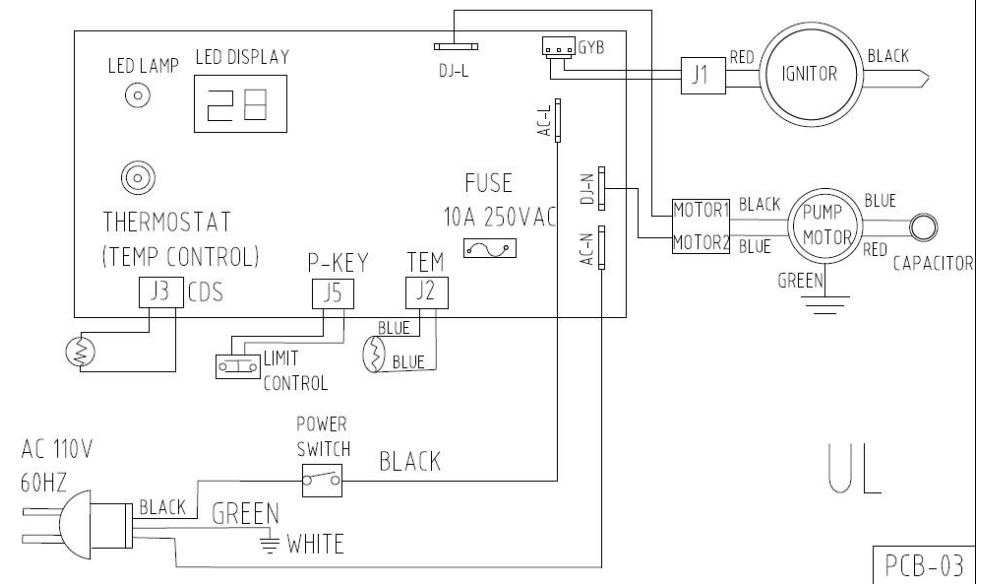 GYB
DJ-L
LED LAMP
LED DISPLAY
28
J1
RED
IGNITOR
BLACK
AC-L
THERMOSTAT
(TEMP CONTROL)
FUSE
10A 250VAC
DJ-N
AC-N
MOTOR1
MOTOR2
BLACK
BLUE
PUMP
MOTOR
BLUE
RED
CAPACITOR
GREEN
J3
CDS
P-KEY
J5
TEM
J2
BLUE
BLUE
LIMIT
CONTROL
POWER
SWITCH
BLACK
AC 110V
60HZ
BLACK
GREEN
WHITE
UL
PCB-03